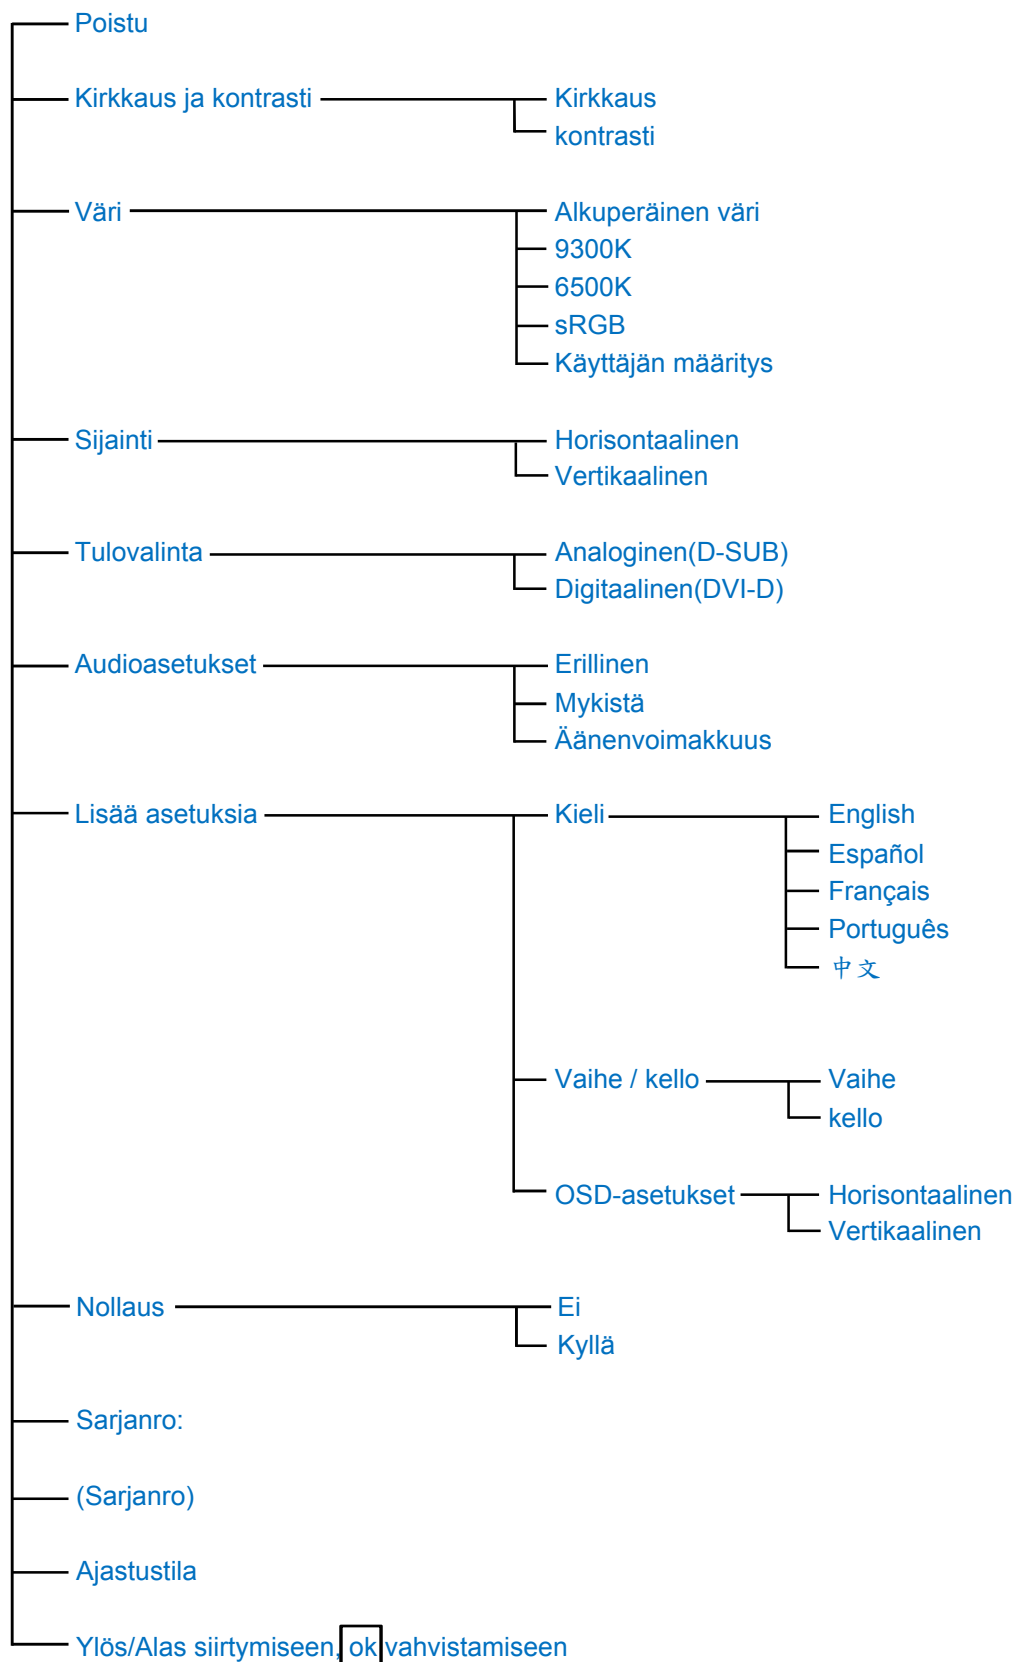 Poistu
Kirkkaus ja kontrasti Kirkkaus
kontrasti
Väri Alkuperäinen väri
9300K
6500K
sRGB
Käyttäjän määritys
Sijainti Horisontaalinen
Vertikaalinen
Tulovalinta Analoginen(D-SUB)
Digitaalinen(DVI-D)
Audioasetukset Erillinen
Mykistä
Äänenvoimakkuus
Lisää asetuksia Kieli English
Español
Français
Português
中文
Vaihe / kello Vaihe
kello
OSD-asetukset Horisontaalinen
Vertikaalinen
Nollaus Ei
Kyllä
Sarjanro:
(Sarjanro)
Ajastustila
Ylös/Alas siirtymiseen, ok vahvistamiseen